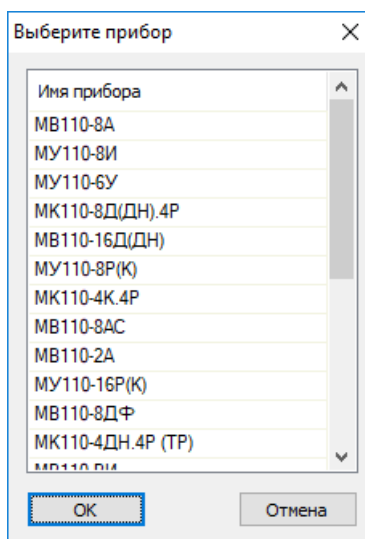 Выберите прибор
Имя прибора
МВ110-8А
МУ110-8И
МУ110-6У
МК110-8Д(ДН).4Р
МВ110-16Д(ДН)
МУ110-8Р(К)
МК110-4К.4Р
МВ110-8АС
МВ110-2А
МУ110-16Р(К)
МВ110-8ДФ
МК110-4ДН.4Р (ТР)
ОК
Отмена